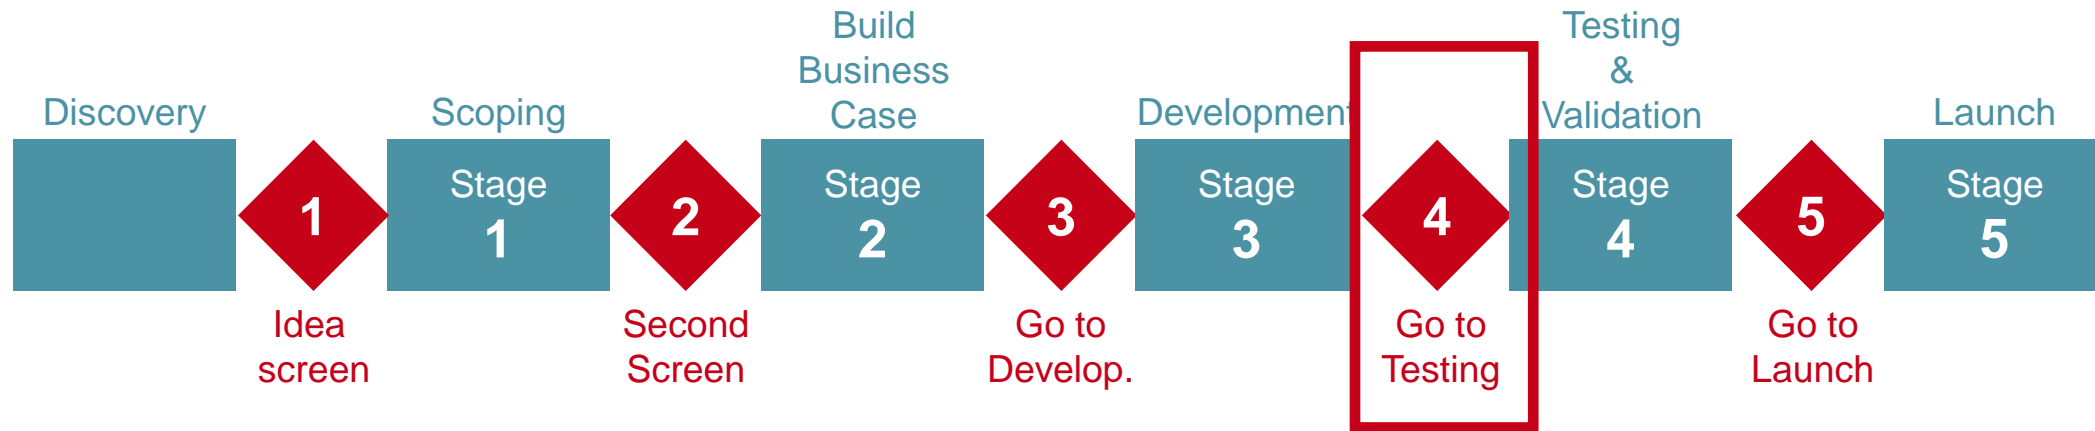 Discovery
1
Idea
screen
Scoping
Stage
1
2
Second
Screen
Build
Business
Case
Stage
2
3
Go to
Develop.
Development
Stage
3
4
Go to
Testing
Testing
&
Validation
Stage
4
5
Go to
Launch
Launch
Stage
5